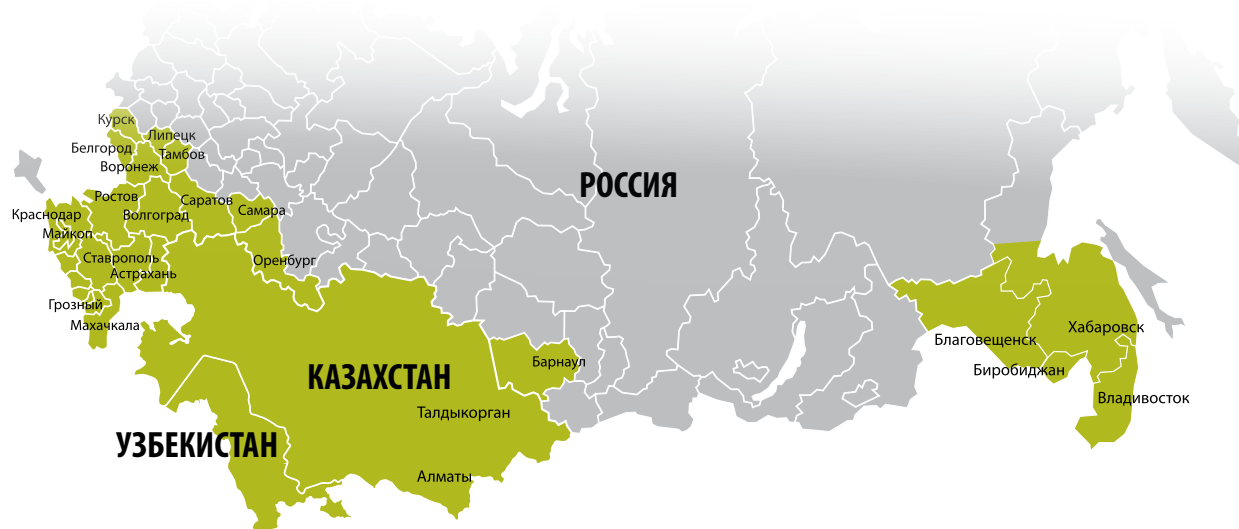 Курск
Липецк
Белгород
Тамбов
Воронеж
РОССИЯ
Ростов
Саратов
Самара
Краснодар
Волгоград
Майкоп
Ставрополь
Оренбург
Астрахань
Грозный
Махачкала
Хабаровск
Благовещенск
Барнаул
Биробиджан
КАЗАХСТАН
Владивосток
Талдыкорган
УЗБЕКИСТАН
Алматы